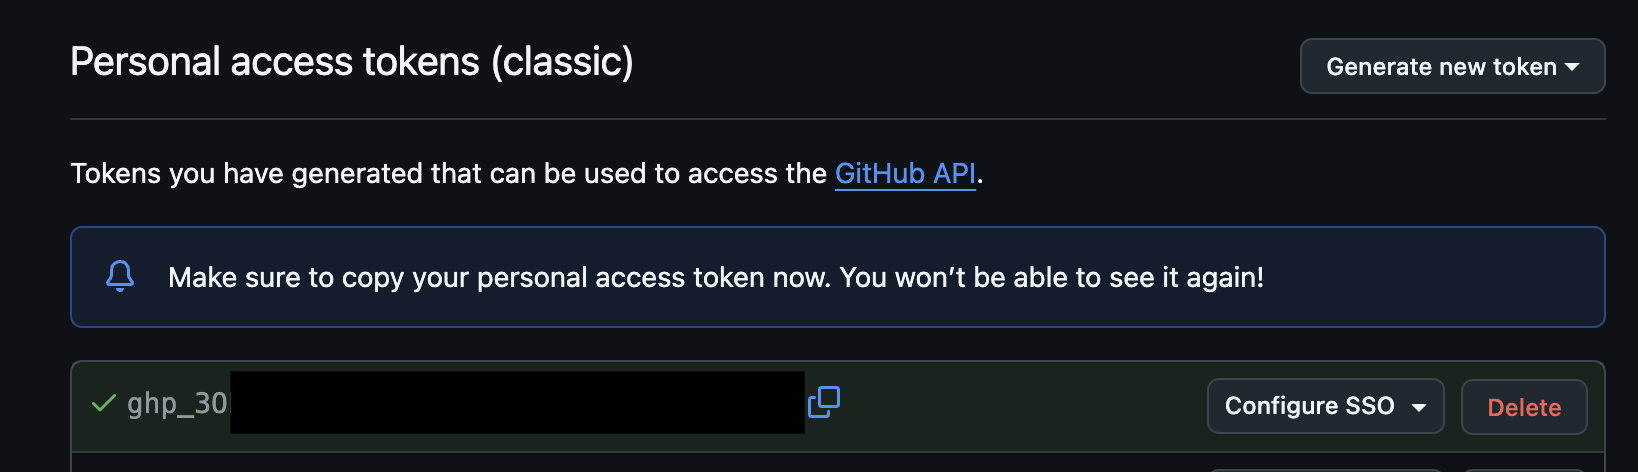 Personal access tokens (classic)
Generate new token
Tokens you have generated that can be used to access the GitHub API.
Make sure to copy your personal access token now. You won’t be able to see it again!
ghp_30
Configure SSO
Delete